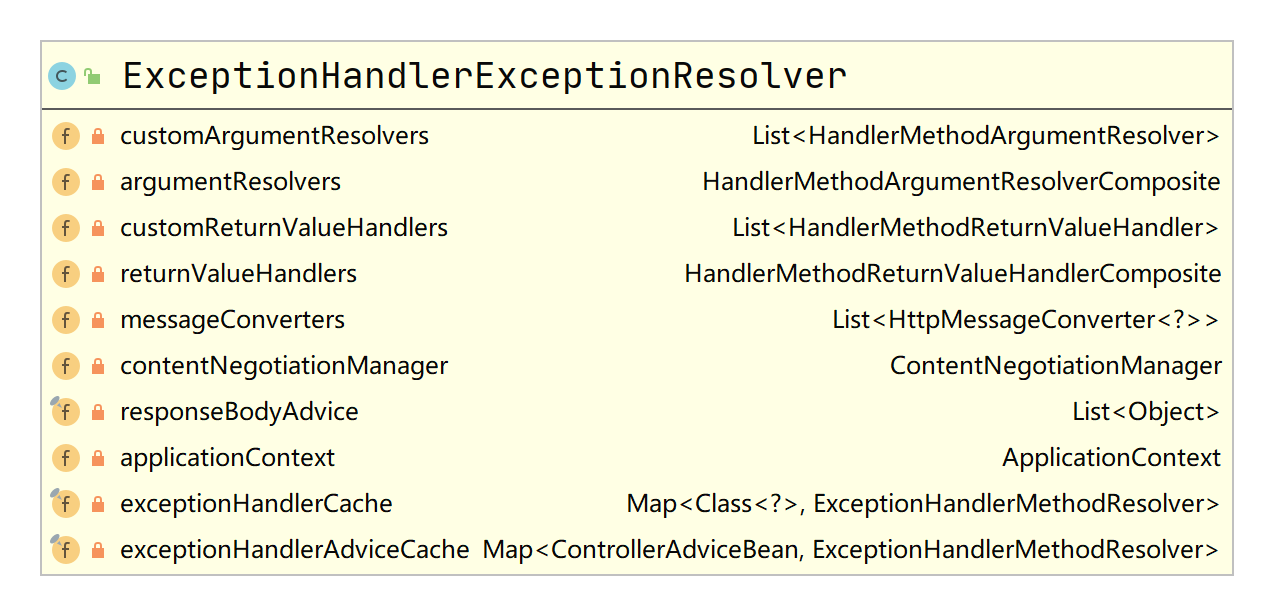 C ExceptionHandlerExceptionResolver
f customArgumentResolvers List<HandlerMethodArgumentResolver>
f argumentResolvers HandlerMethodArgumentResolverComposite
f customReturnValueHandlers List<HandlerMethodReturnValueHandler>
f returnValueHandlers HandlerMethodReturnValueHandlerComposite
f messageConverters List<HttpMessageConverter<?>>
f contentNegotiationManager ContentNegotiationManager
f responseBodyAdvice List<Object>
f applicationContext ApplicationContext
f exceptionHandlerCache Map<Class<?>, ExceptionHandlerMethodResolver>
f exceptionHandlerAdviceCache Map<ControllerAdviceBean, ExceptionHandlerMethodResolver>